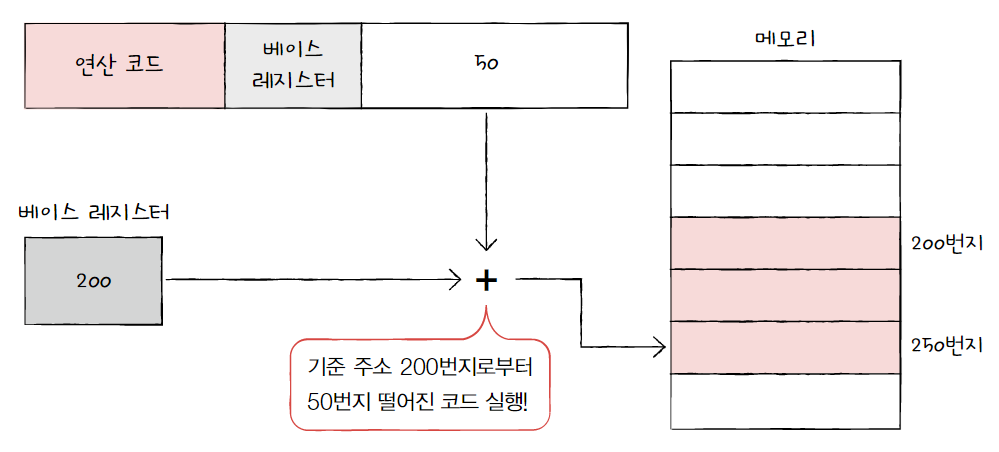 연산 코드
베이스
레지스터
50
메모리
베이스 레지스터
200
+
200번지
250번지
기준 주소 200번지로부터
50번지 떨어진 코드 실행!